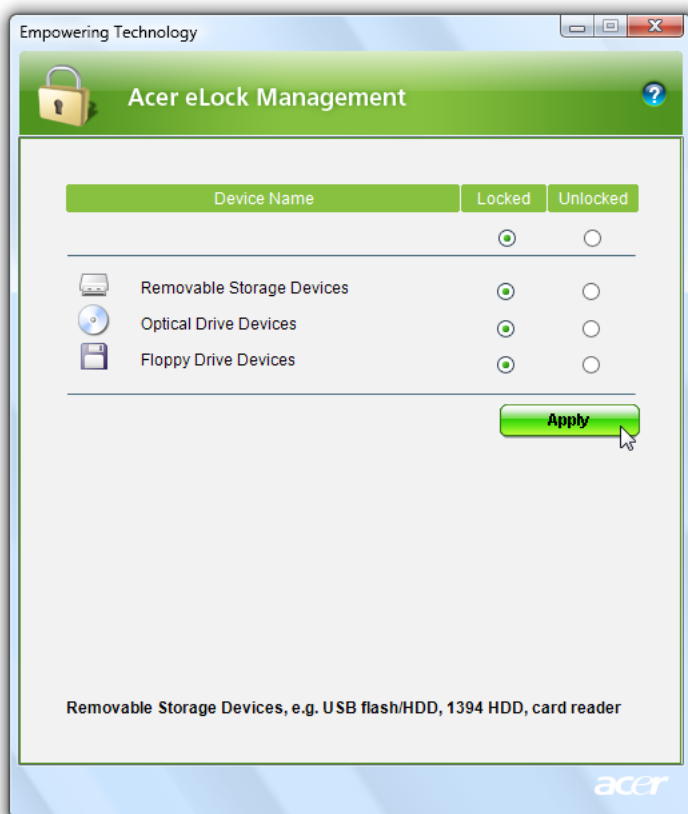 Empowering Technology
Acer eLock Management
?
Device Name Locked Unlocked
Removable Storage Devices
Optical Drive Devices
Floppy Drive Devices
Apply
Removable Storage Devices, e.g. USB flash/HDD, 1394 HDD, card reader
acer